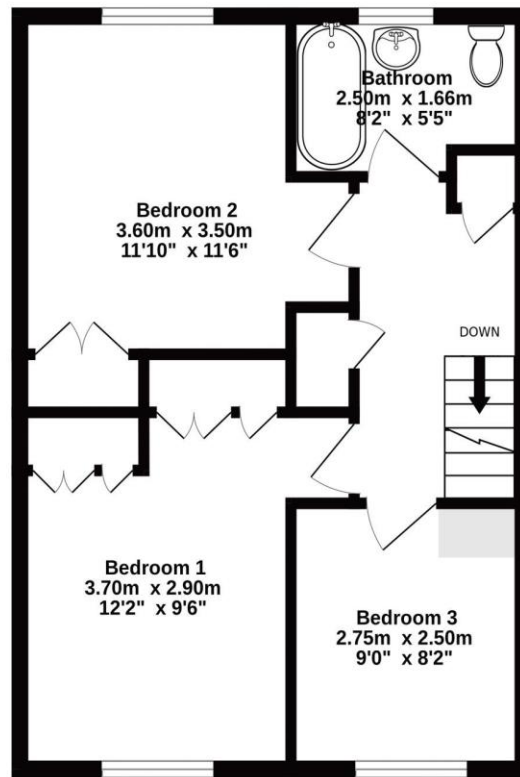 Bathroom
2.50m x 1.66m
8'2" x 5'5"
Bedroom 2
3.60m x 3.50m
11'10" x 11'6"
DOWN
Bedroom 1
3.70m x 2.90m
12'2" x 9'6"
Bedroom 3
2.75m x 2.50m
9'0" x 8'2"